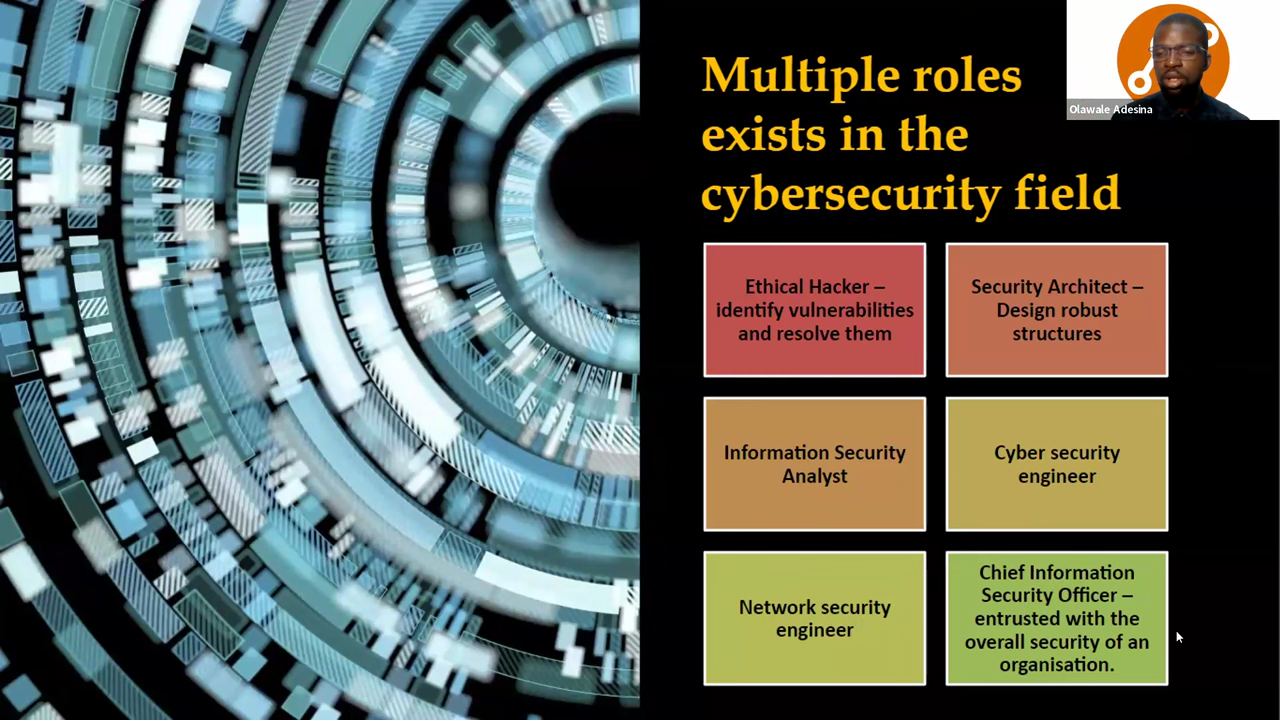 Multiple roles
exists in the
cybersecurity field
Olawale Adesina
Ethical Hacker –
identify vulnerabilities
and resolve them
Security Architect –
Design robust
structures
Information Security
Analyst
Cyber security
engineer
Network security
engineer
Chief Information
Security Officer –
entrusted with the
overall security of an
organisation.